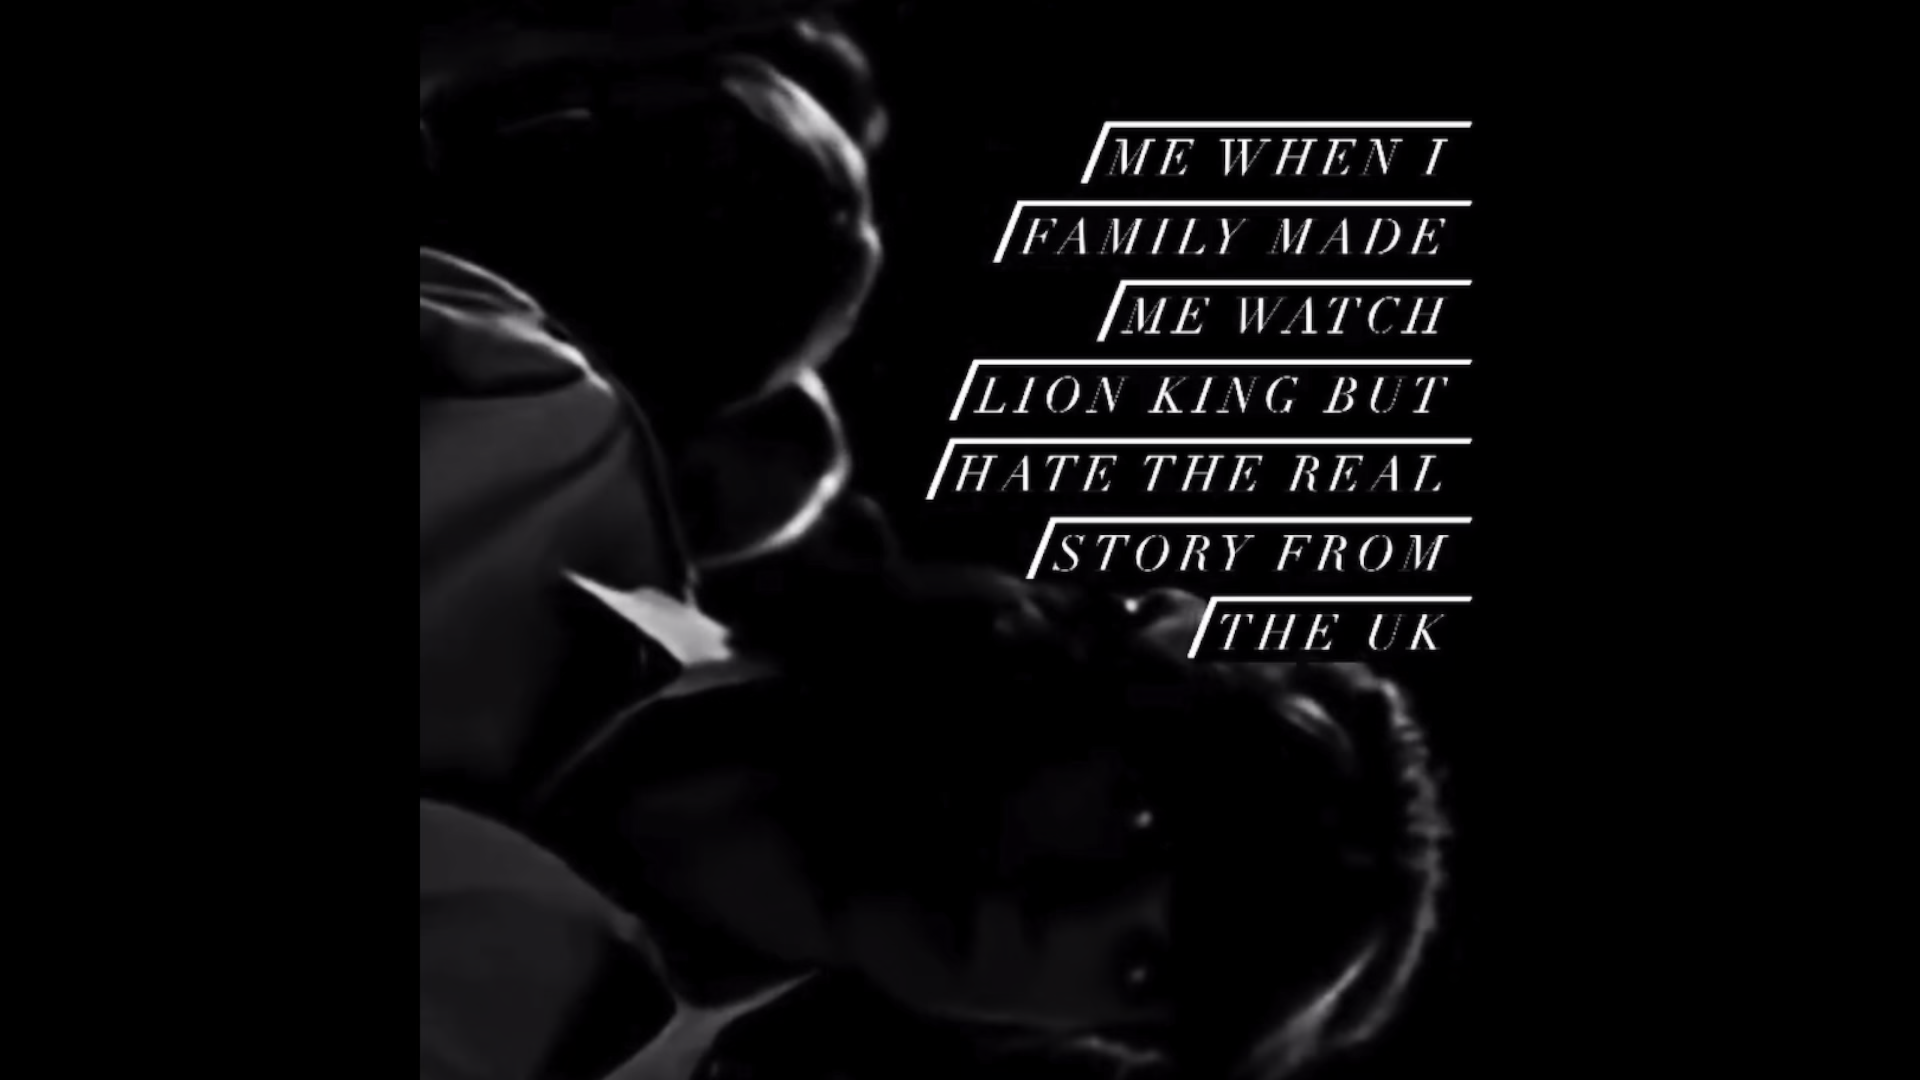 ME WHEN I
FAMILY MADE
ME WATCH
LION KING BUT
HATE THE REAL
STORY FROM
THE UK